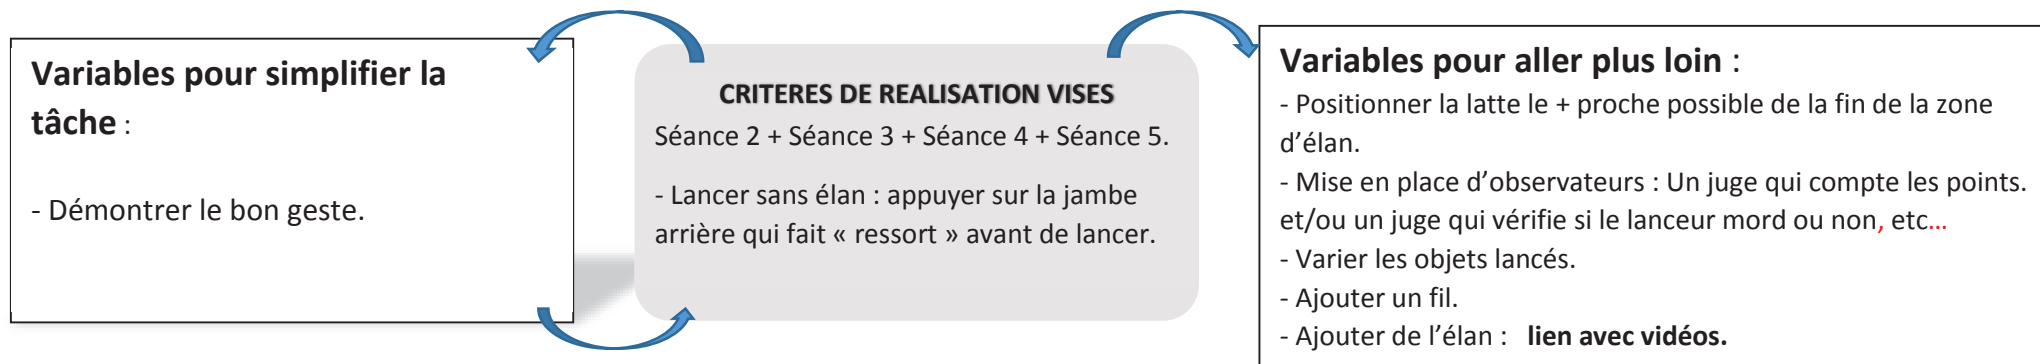 Variables pour simplifier la
tâche :
- Démontrer le bon geste.
CRITERES DE REALISATION VISES
Séance 2 + Séance 3 + Séance 4 + Séance 5.
- Lancer sans élan : appuyer sur la jambe
arrière qui fait « ressort » avant de lancer.
Variables pour aller plus loin :
- Positionner la latte le + proche possible de la fin de la zone
d’élan.
- Mise en place d’observateurs : Un juge qui compte les points.
et/ou un juge qui vérifie si le lanceur mord ou non, etc…
- Varier les objets lancés.
- Ajouter un fil.
- Ajouter de l’élan : lien avec vidéos.